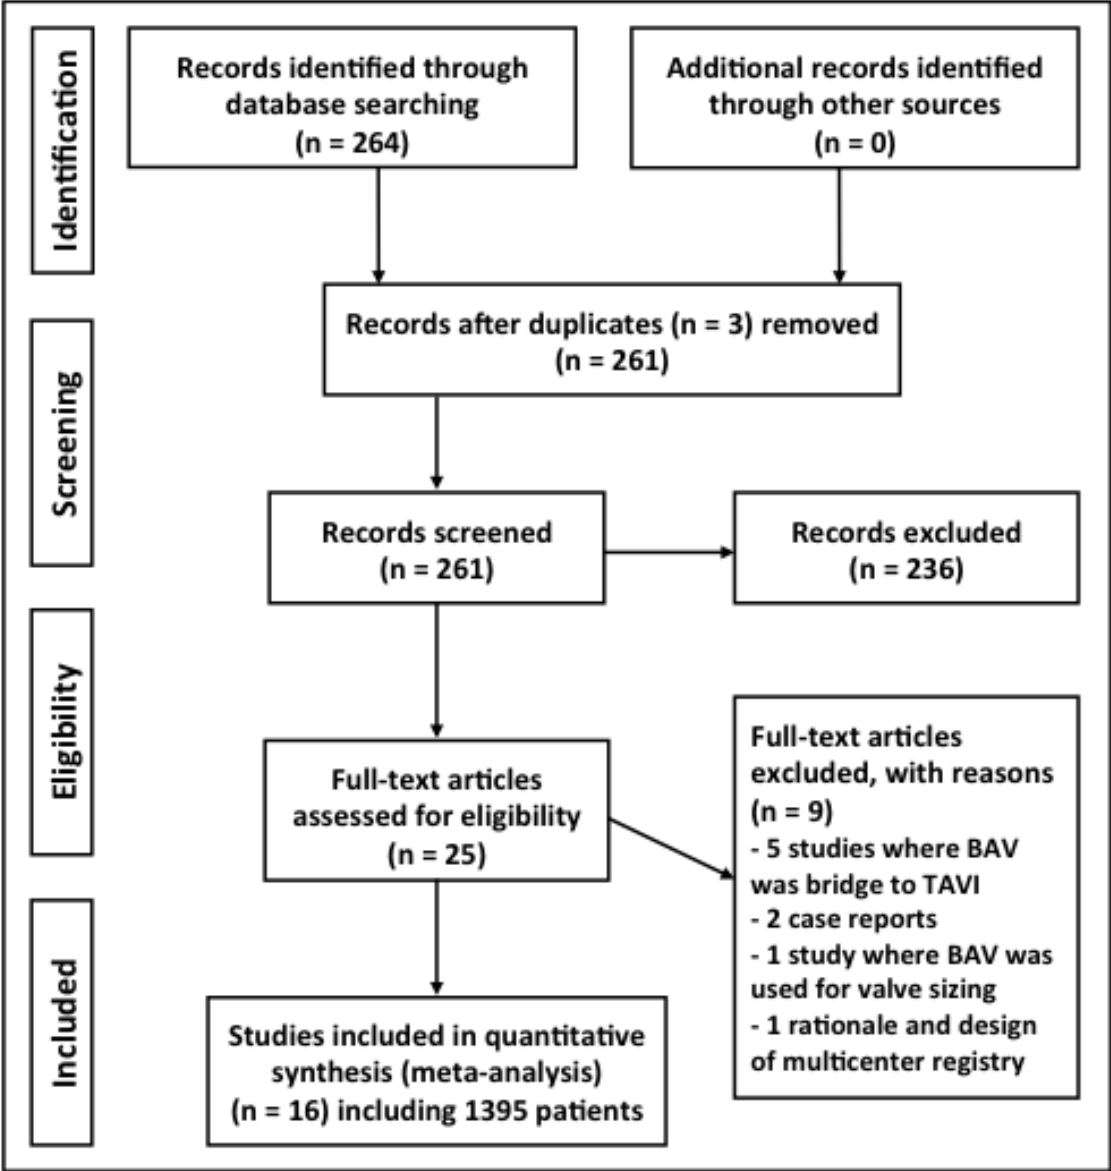 Identification
Records identified through
database searching
(n = 264)
Additional records identified
through other sources
(n = 0)
Records after duplicates (n = 3) removed
(n = 261)
Screening
Records screened
(n = 261)
Records excluded
(n = 236)
Eligibility
Full-text articles
assessed for eligibility
(n = 25)
Full-text articles
excluded, with reasons
(n = 9)
- 5 studies where BAV
was bridge to TAVI
- 2 case reports
- 1 study where BAV was
used for valve sizing
- 1 rationale and design
of multicenter registry
Included
Studies included in quantitative
synthesis (meta-analysis)
(n = 16) including 1395 patients